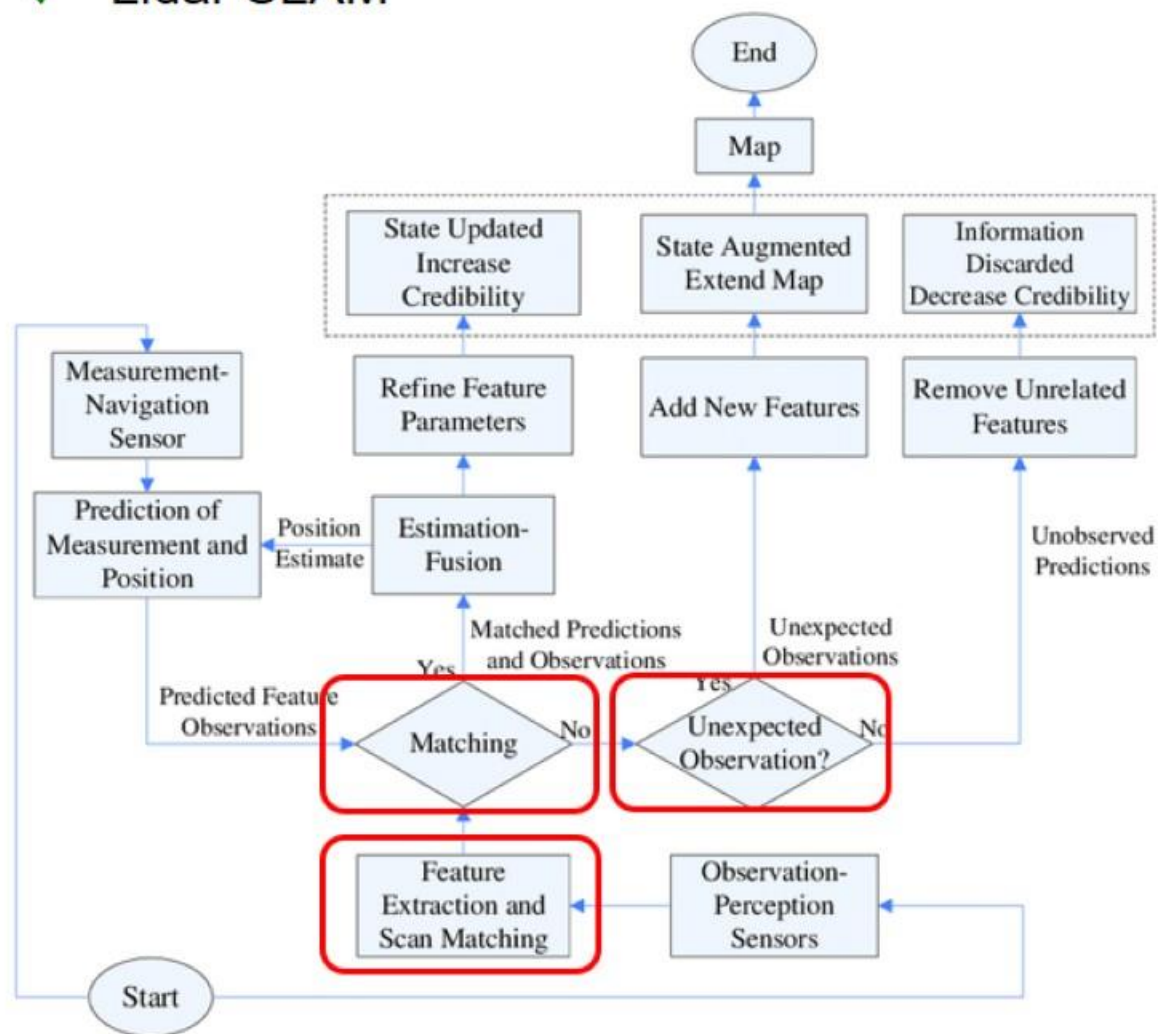 Lidar SLAM
End
Map
State Updated
Increase
Credibility
State Augmented
Extend Map
Information
Discarded
Decrease Credibility
Measurement-
Navigation
Sensor
Refine Feature
Parameters
Add New Features
Remove Unrelated
Features
Prediction of
Measurement and
Position
Position
Estimate
Estimation-
Fusion
Unobserved
Predictions
Matched Predictions
and Observations
Unexpected
Observations
Yes
Yes
Predicted Feature
Observations
Matching
No
Unexpected
Observation?
No
Feature
Extraction and
Scan Matching
Observation-
Perception
Sensors
Start